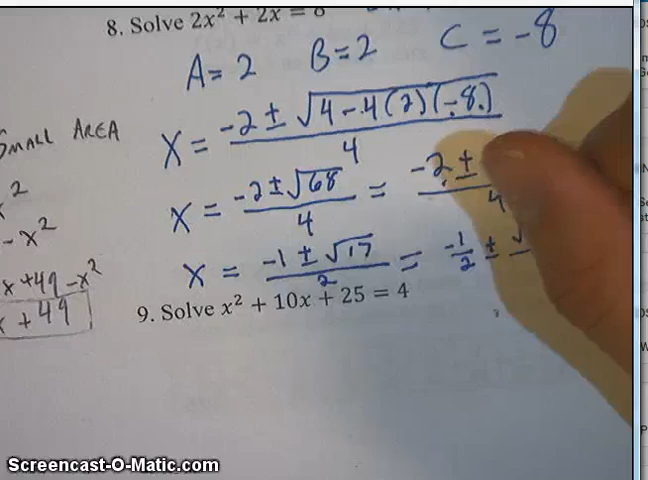 8. Solve 2x² + 2x = 8
A = 2 B = 2 C = -8
SMALL AREA
X = -2 ± √4 - 4(2)(-8) / 4
x²
- x²
X = -2 ± √68 / 4 = -2 ± / 4
x + 49 - x²
x + 49
X = -1 ± √17 / 2 = -1/2 ± √
9. Solve x² + 10x + 25 = 4
Screencast-O-Matic.com